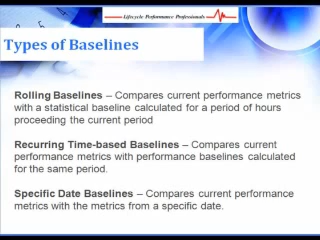 Lifecycle Performance Professionals
Types of Baselines
Rolling Baselines – Compares current performance metrics
with a statistical baseline calculated for a period of hours
proceeding the current period
Recurring Time-based Baselines – Compares current
performance metrics with performance baselines calculated
for the same period.
Specific Date Baselines – Compares current performance
metrics with the metrics from a specific date.